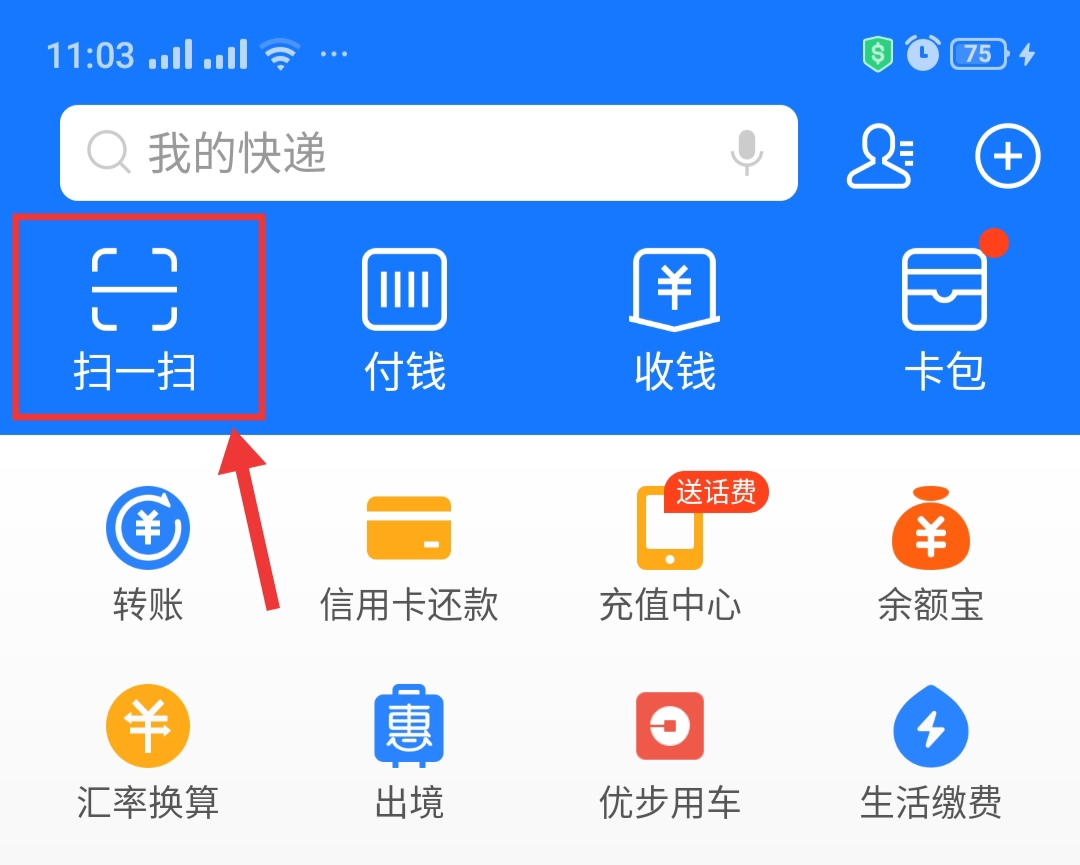 11:03 ... $ 75
我的快递
扫一扫 付钱 收钱 卡包
送话费
转账 信用卡还款 充值中心 余额宝
惠
汇率换算 出境 优步用车 生活缴费